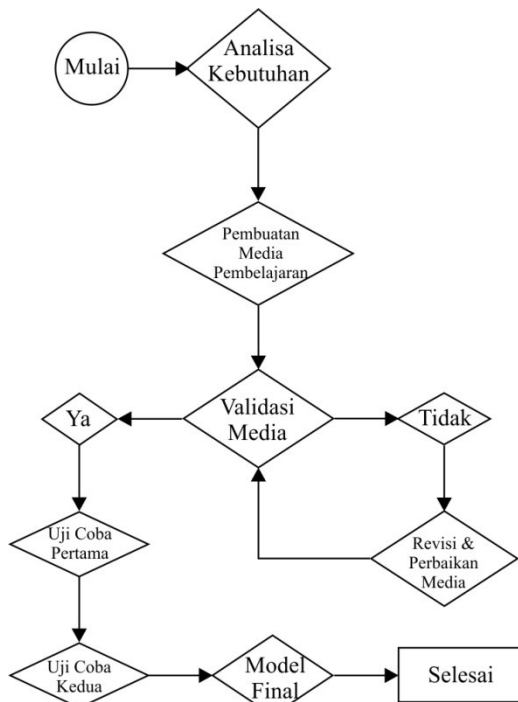 Mulai
Analisa
Kebutuhan
Pembuatan
Media
Pembelajaran
Ya
Validasi
Media
Tidak
Uji Coba
Pertama
Revisi &
Perbaikan
Media
Uji Coba
Kedua
Model
Final
Selesai